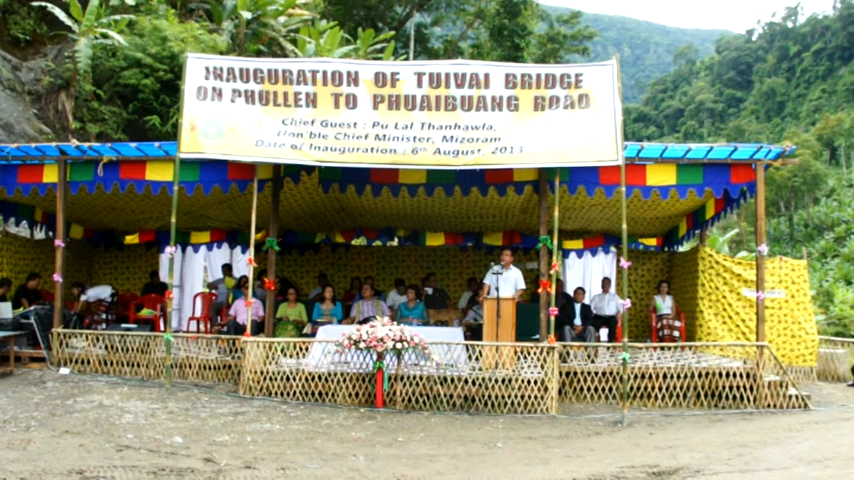 INAUGURATION OF TUIVAI BRIDGE
ON PHULLEN TO PHUAIBUANG ROAD
Chief Guest : Pu Lal Thanhawla,
Hon'ble Chief Minister, Mizoram
Date of Inauguration : 6th August, 2013